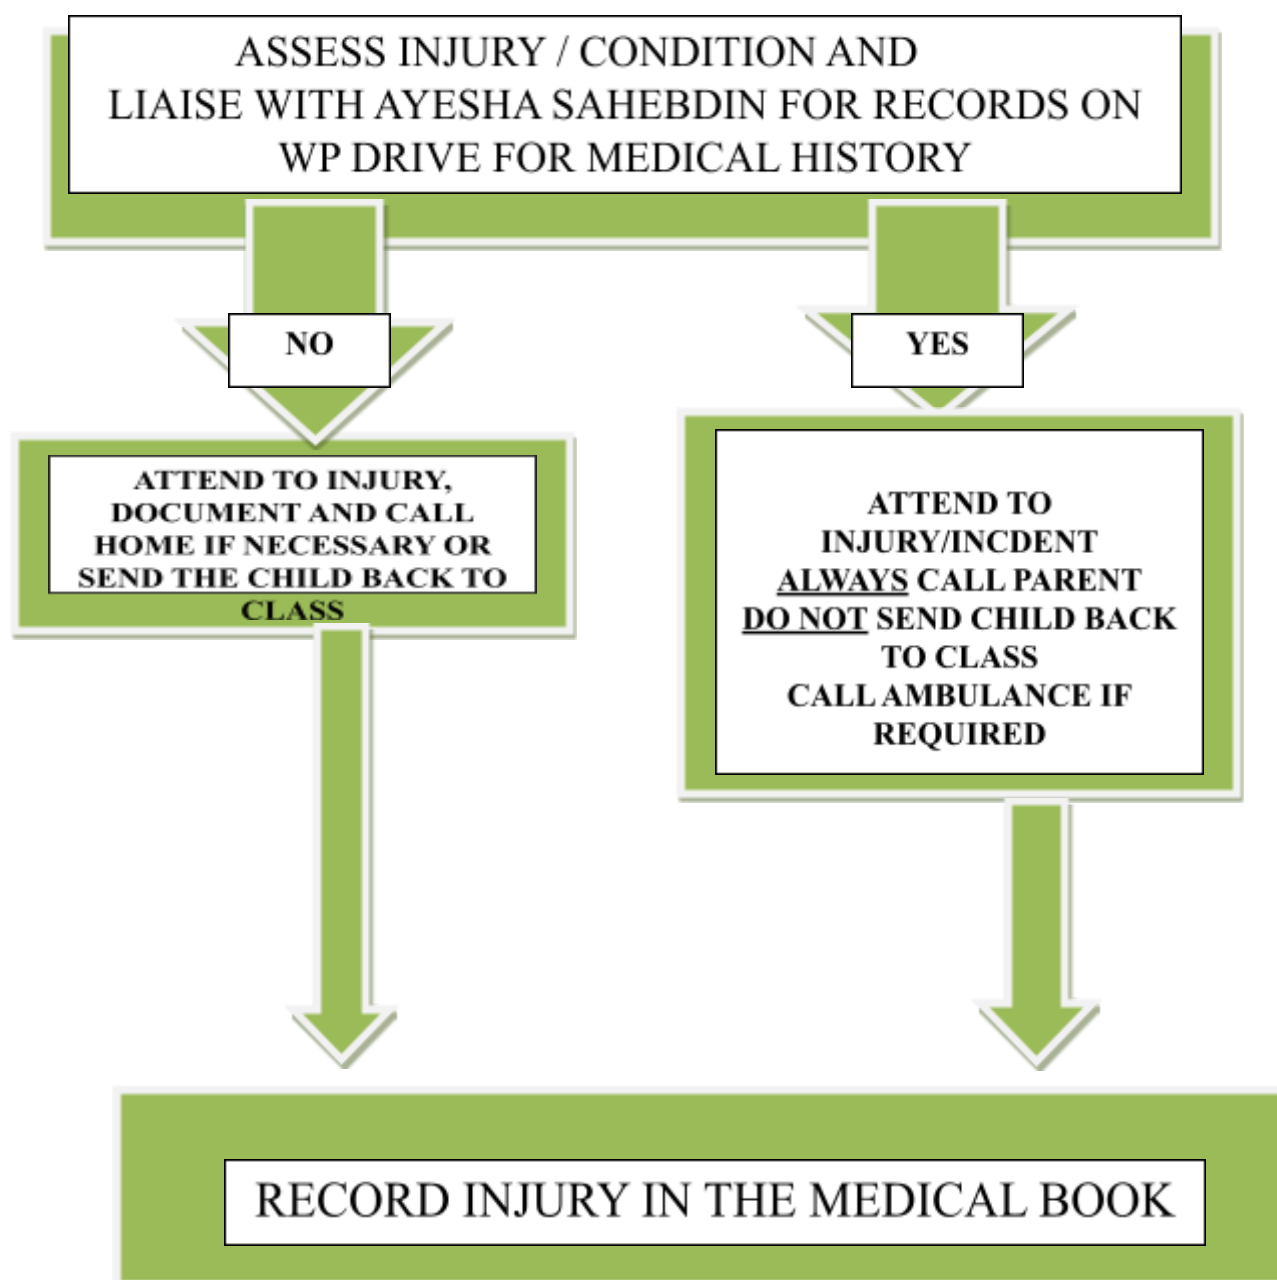 ASSESS INJURY / CONDITION AND
LIAISE WITH AYESHA SAHEBDIN FOR RECORDS ON
WP DRIVE FOR MEDICAL HISTORY
NO
YES
ATTEND TO INJURY,
DOCUMENT AND CALL
HOME IF NECESSARY OR
SEND THE CHILD BACK TO
CLASS
ATTEND TO
INJURY/INCDENT
ALWAYS CALL PARENT
DO NOT SEND CHILD BACK
TO CLASS
CALL AMBULANCE IF
REQUIRED
RECORD INJURY IN THE MEDICAL BOOK